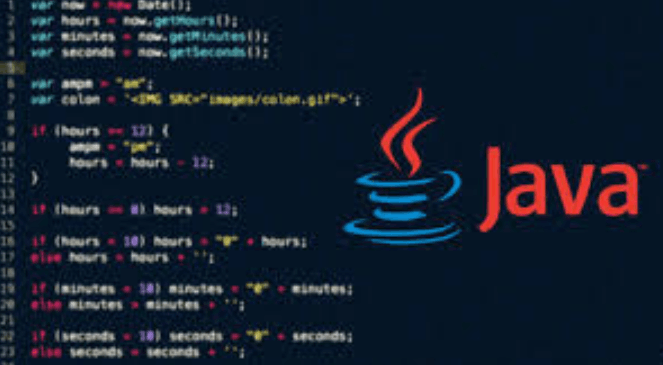 1 var now = new Date();
2 var hours = now.getHours();
3 var minutes = now.getMinutes();
4 var seconds = now.getSeconds();
5
6 var ampm = "am";
7 var colon = '<IMG SRC="images/colon.gif">';
8
9 if (hours 12) {
10 ampm = "pm";
11 hours = hours - 12;
12 }
13
14 if (hours == 0) hours = 12;
15
16 if (hours < 10) hours = "0" + hours;
17 else hours = hours + '';
18
19 if (minutes < 10) minutes = "0" + minutes;
20 else minutes = minutes + '';
21
22 if (seconds < 10) seconds = "0" + seconds;
23 else seconds = seconds + '';
Java